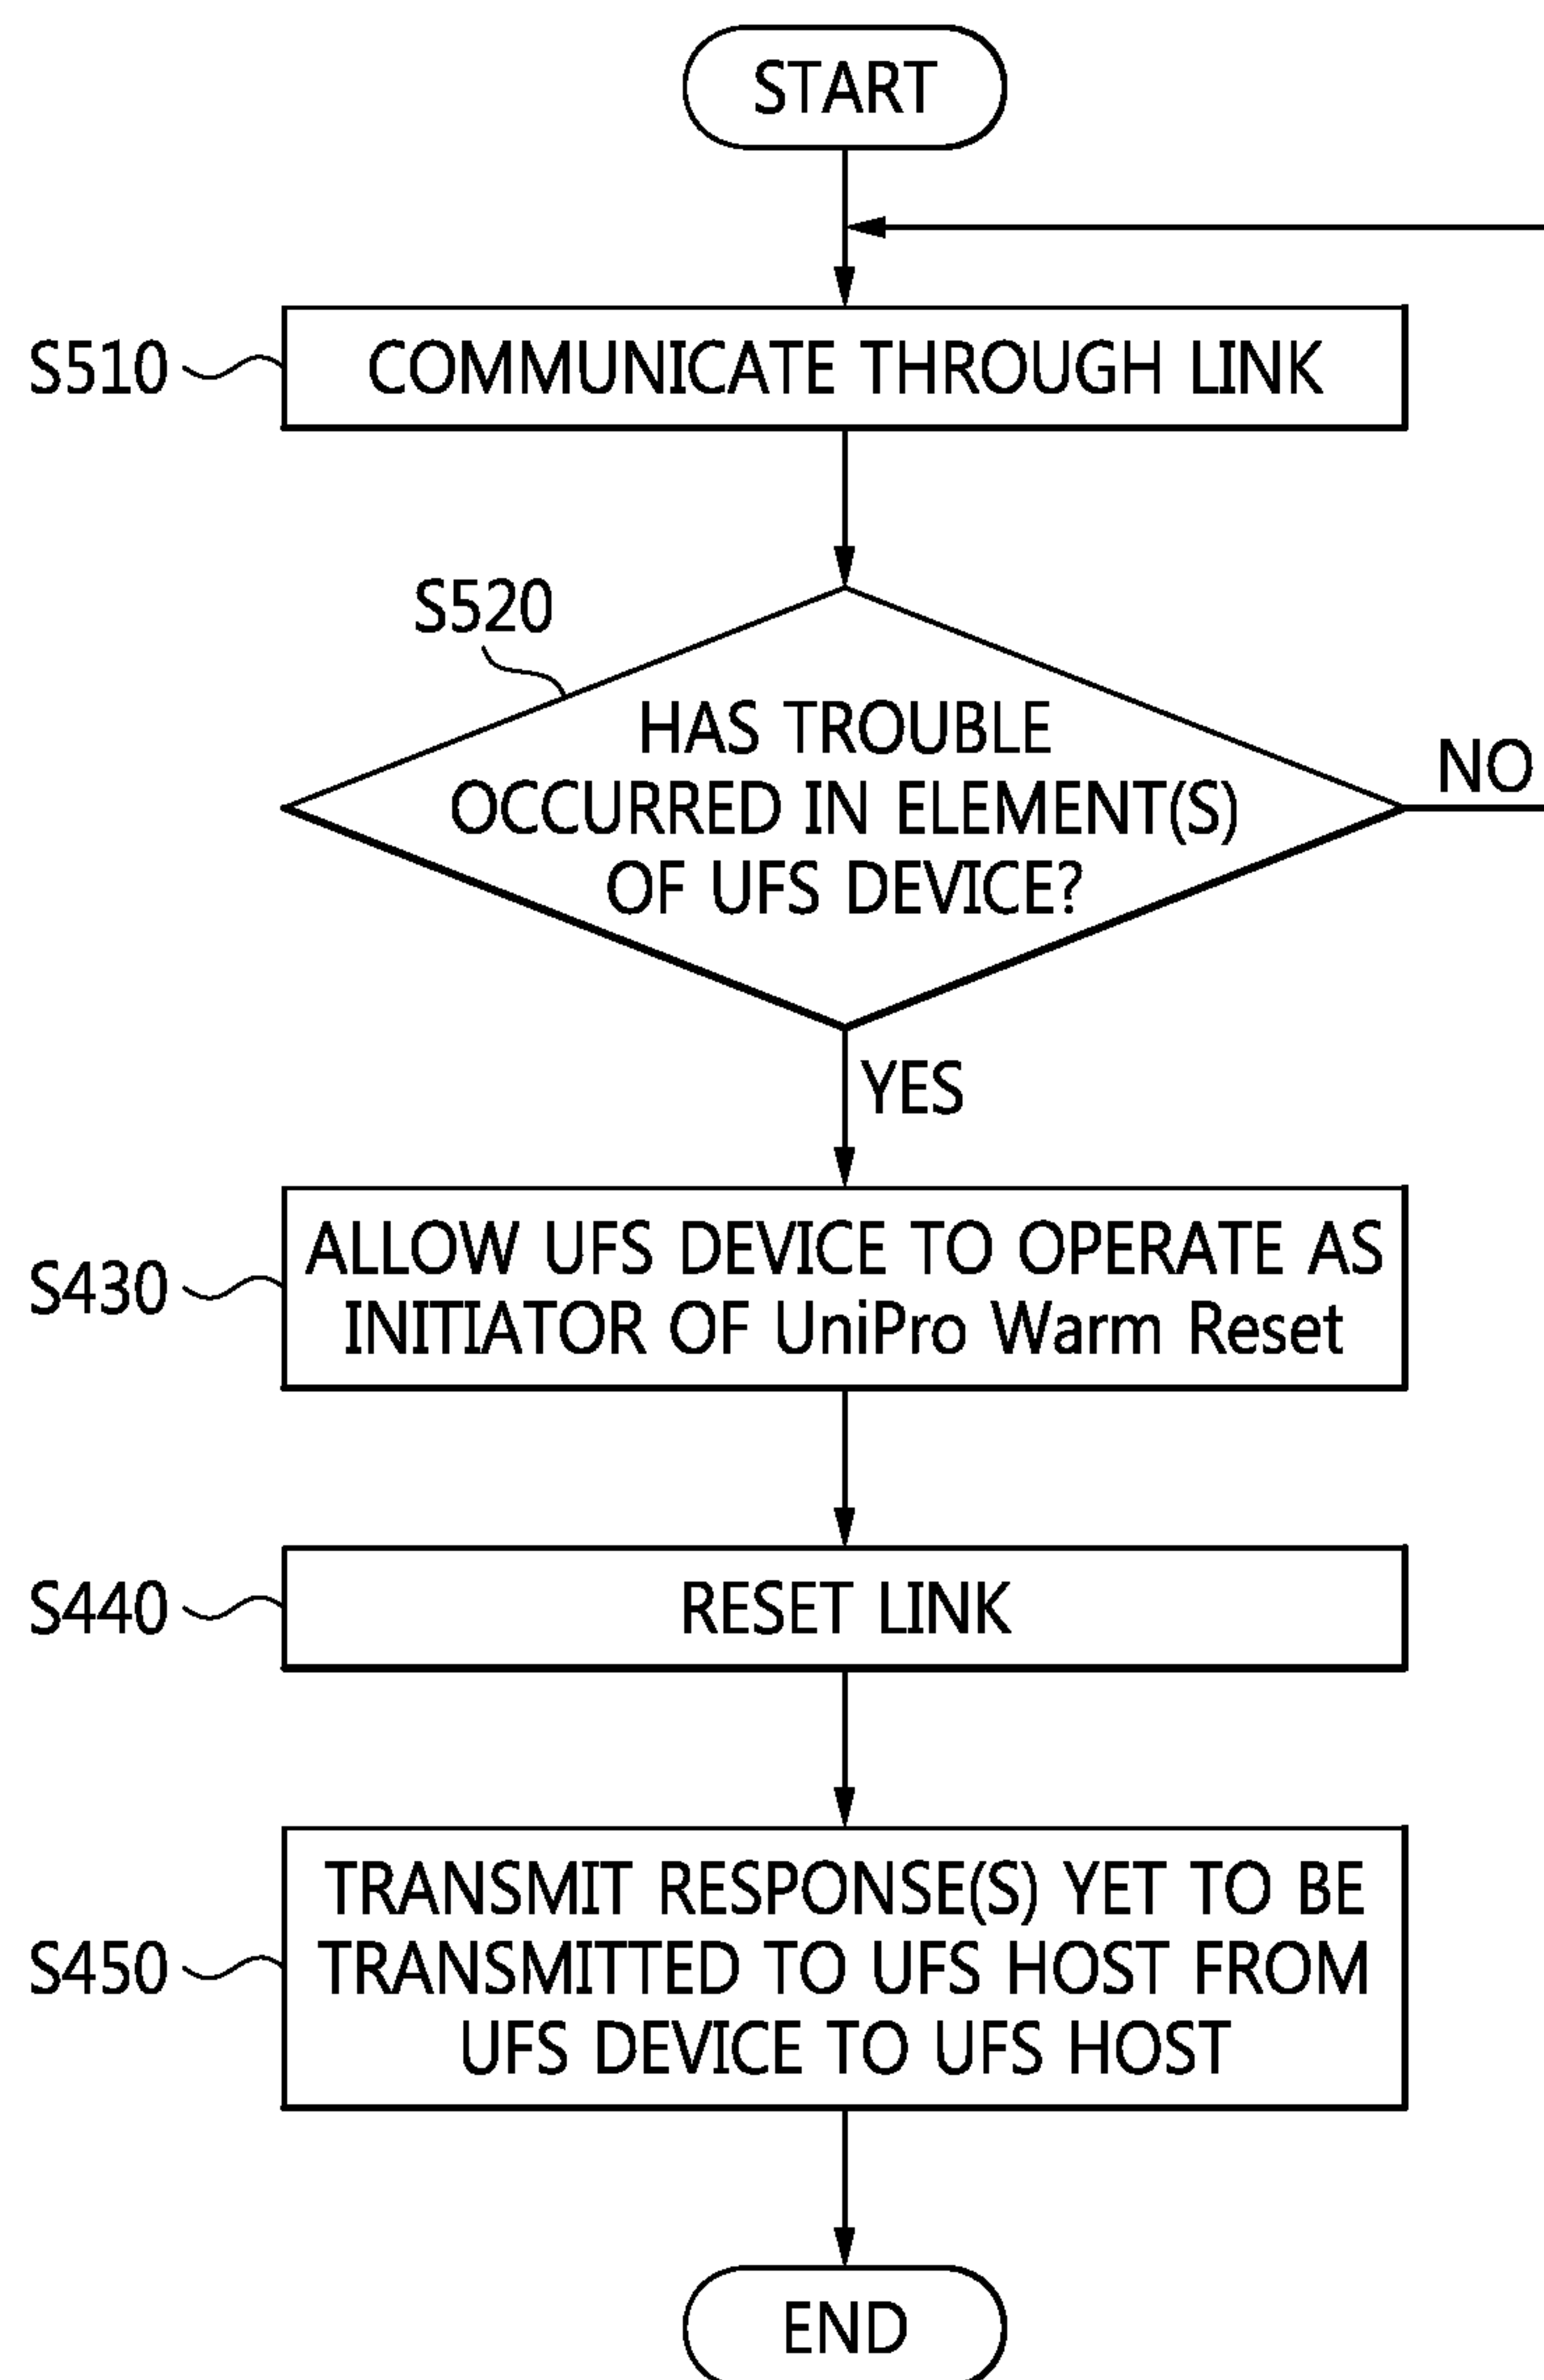 START
S510
COMMUNICATE THROUGH LINK
S520
HAS TROUBLE
OCCURRED IN ELEMENT(S)
OF UFS DEVICE?
NO
YES
S430
ALLOW UFS DEVICE TO OPERATE AS
INITIATOR OF UniPro Warm Reset
S440
RESET LINK
S450
TRANSMIT RESPONSE(S) YET TO BE
TRANSMITTED TO UFS HOST FROM
UFS DEVICE TO UFS HOST
END